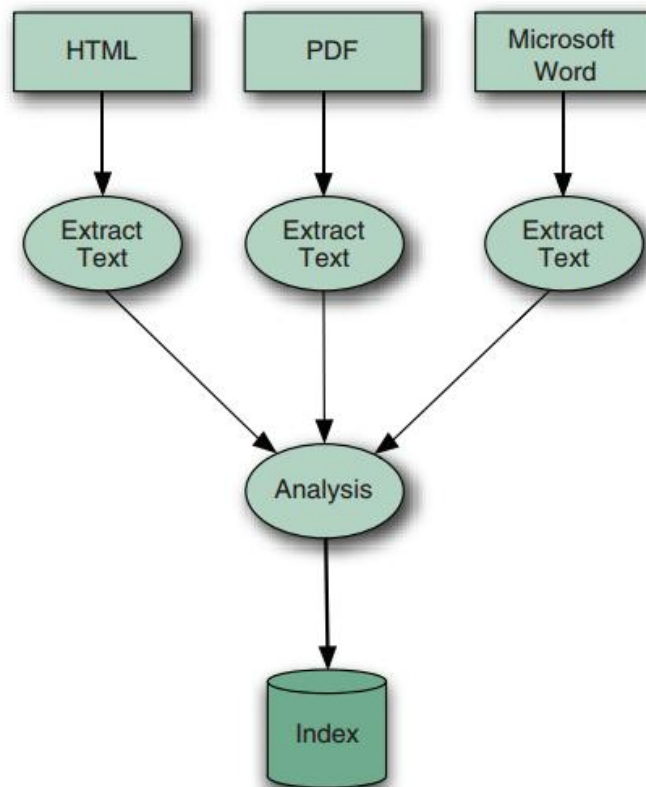 HTML
PDF
Microsoft
Word
Extract
Text
Extract
Text
Extract
Text
Analysis
Index